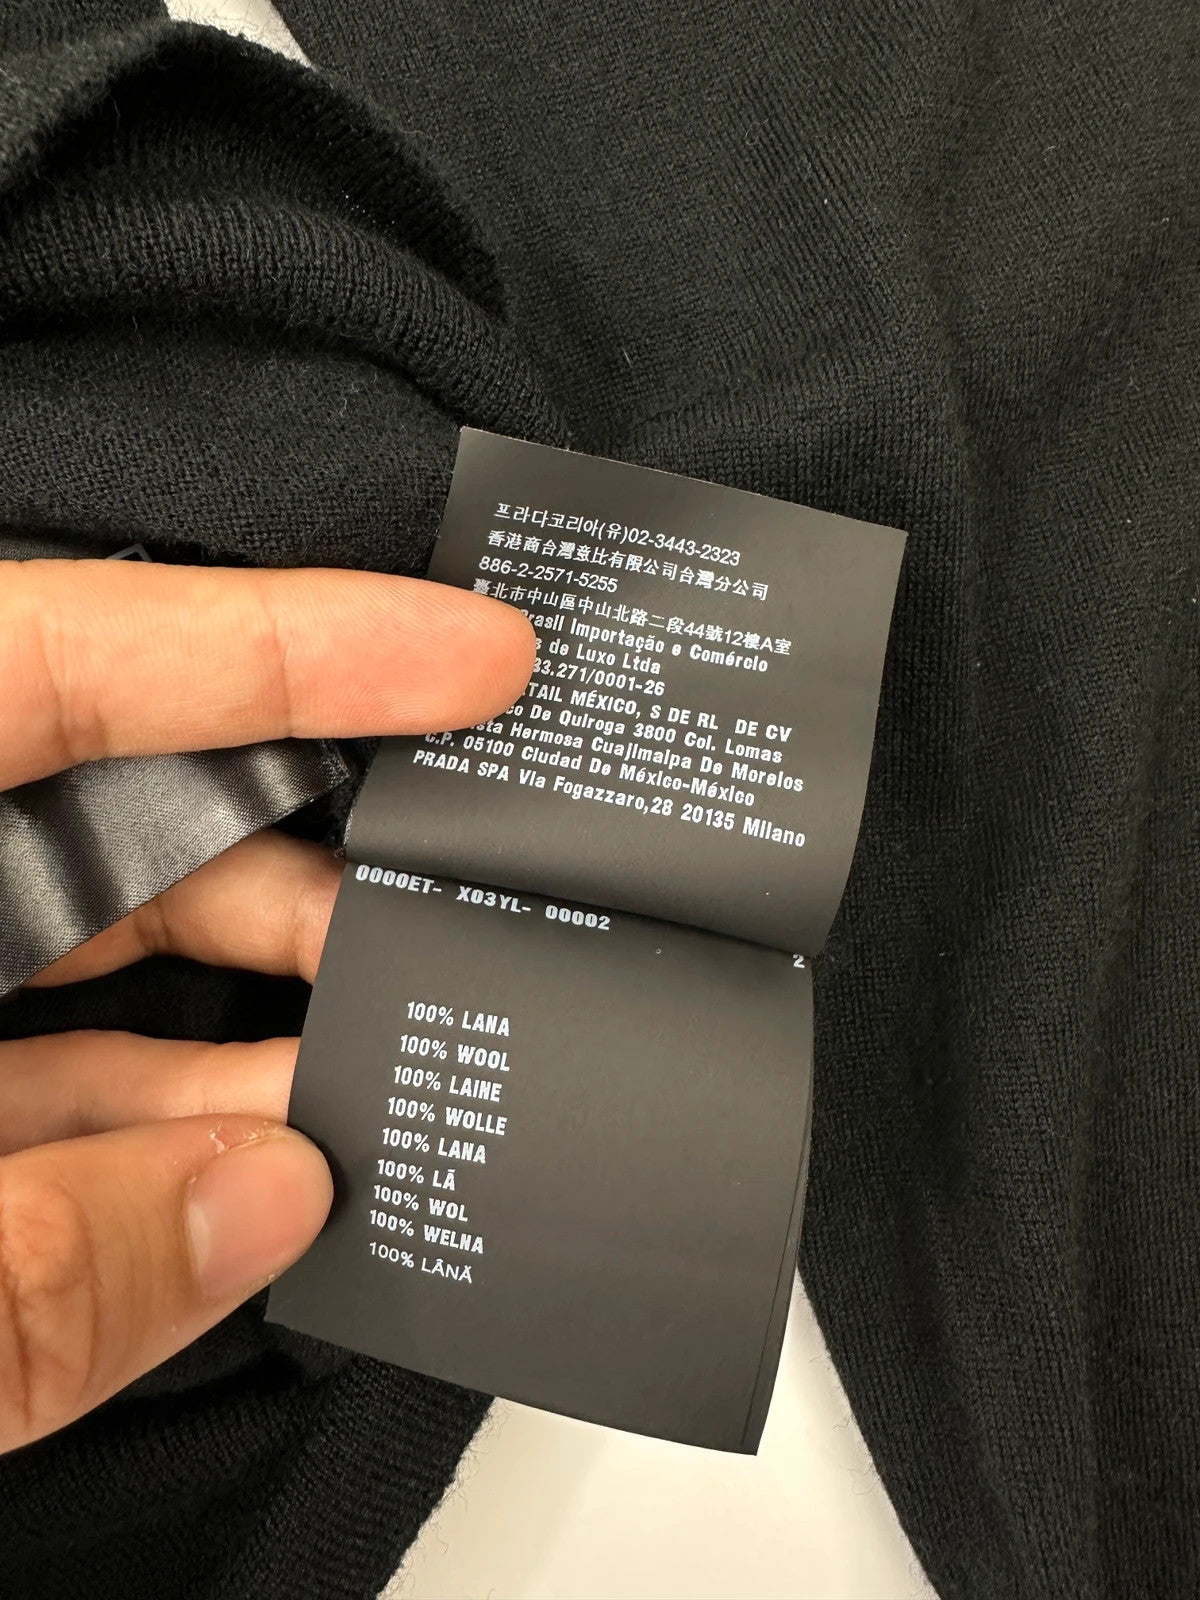 프라다코리아(유)02-3443-2323
香港商台灣意比有限公司台灣分公司
886-2-2571-5255
臺北市中山區中山北路二段44號12樓A室
Importação e Comércio
de Luxo Ltda
33.271/0001-26
MÉXICO, S DE RL DE CV
De Quiroga 3800 Col. Lomas
Hermosa Cuajimalpa De Morelos
C.P. 05100 Ciudad De México-México
PRADA SPA Via Fogazzaro,28 20135 Milano
0000ET- X03YL- 00002
2
100% LANA
100% WOOL
100% LAINE
100% WOLLE
100% LANA
100% LÃ
100% WOL
100% WELNA
100% LÂNĂ